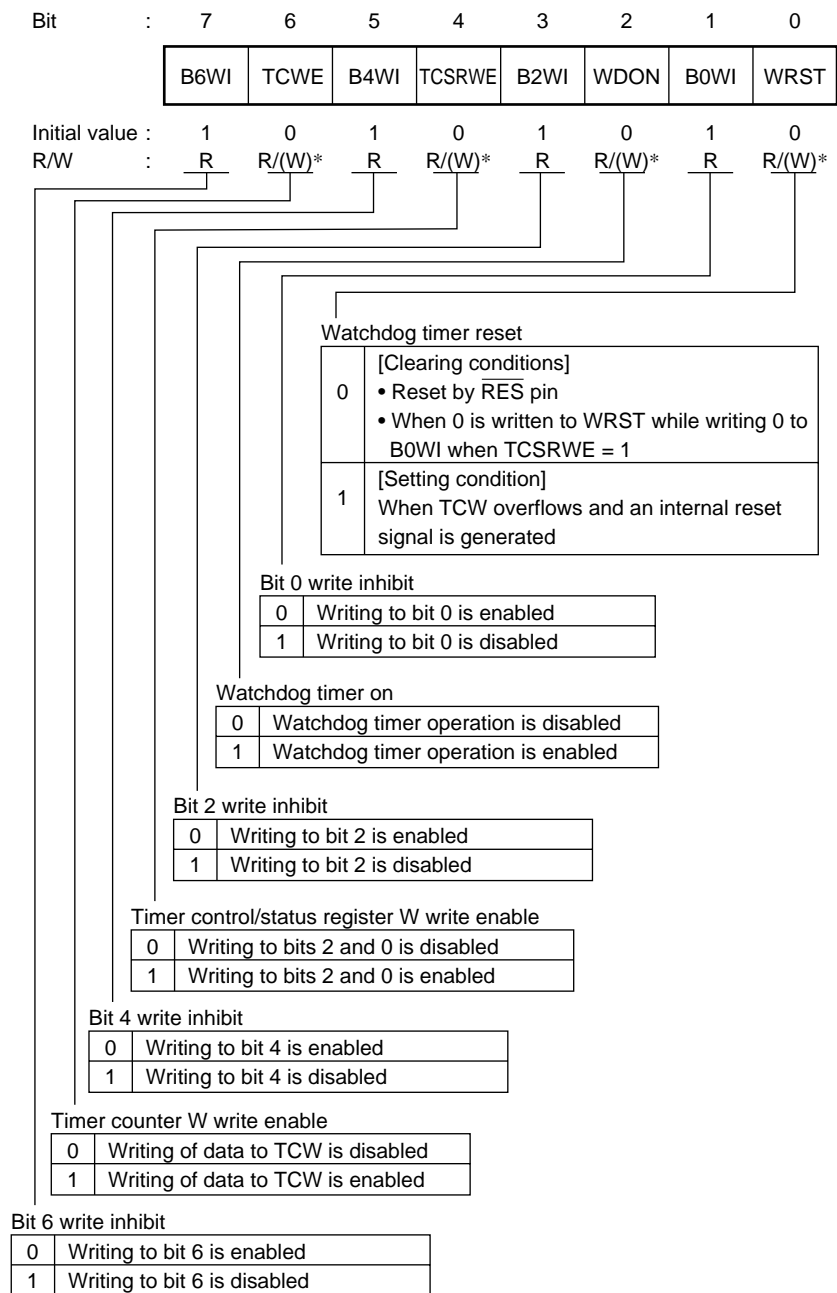 Bit : 7 6 5 4 3 2 1 0
B6WI TCWE B4WI TCSRWE B2WI WDON B0WI WRST
Initial value : 1 0 1 0 1 0 1 0
R/W : R R/(W)* R R/(W)* R R/(W)* R R/(W)*
Watchdog timer reset
[Clearing conditions]
0 • Reset by R̅E̅S̅ pin
• When 0 is written to WRST while writing 0 to
B0WI when TCSRWE = 1
[Setting condition]
1 When TCW overflows and an internal reset
signal is generated
Bit 0 write inhibit
0 Writing to bit 0 is enabled
1 Writing to bit 0 is disabled
Watchdog timer on
0 Watchdog timer operation is disabled
1 Watchdog timer operation is enabled
Bit 2 write inhibit
0 Writing to bit 2 is enabled
1 Writing to bit 2 is disabled
Timer control/status register W write enable
0 Writing to bits 2 and 0 is disabled
1 Writing to bits 2 and 0 is enabled
Bit 4 write inhibit
0 Writing to bit 4 is enabled
1 Writing to bit 4 is disabled
Timer counter W write enable
0 Writing of data to TCW is disabled
1 Writing of data to TCW is enabled
Bit 6 write inhibit
0 Writing to bit 6 is enabled
1 Writing to bit 6 is disabled